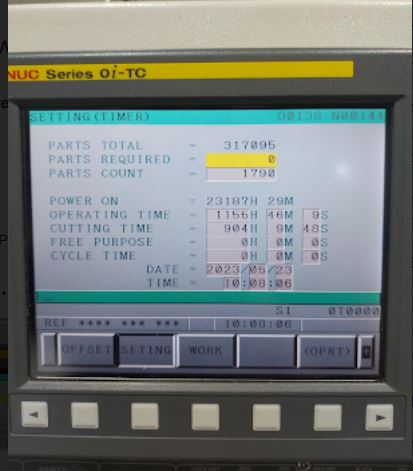 NUC Series 0i-TC
SETTING(TIMER) O0138 N00144
PARTS TOTAL = 317095
PARTS REQUIRED = 0
PARTS COUNT = 1790
POWER ON = 23187H 29M
OPERATING TIME = 1156H 46M 9S
CUTTING TIME = 904H 9M 48S
FREE PURPOSE = 0H 0M 0S
CYCLE TIME = 0H 0M 0S
DATE = 2023/05/23
TIME = 10:08:06
S1 0T0000
REF **** *** *** 10:08:06
OFFSET SETING WORK (OPRT) +